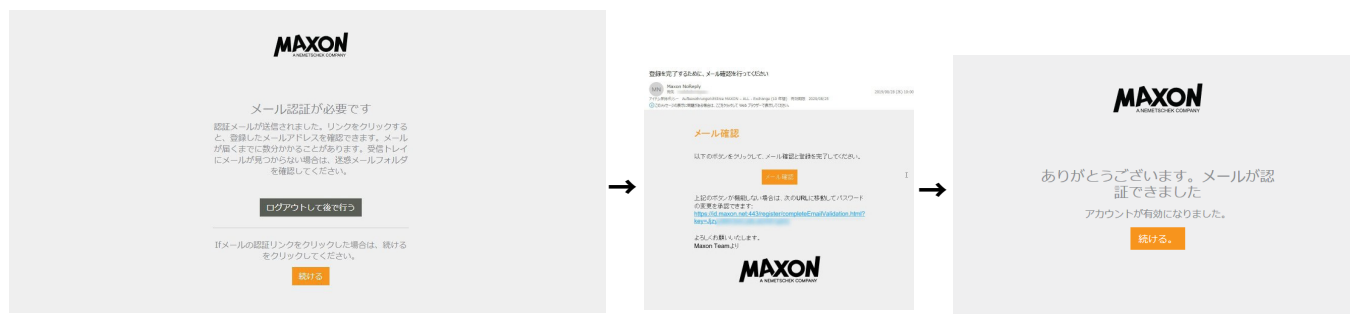 MAXON
A NEMETSCHEK COMPANY
メール認証が必要です
認証メールが送信されました。リンクをクリックする
と、登録したメールアドレスを確認できます。メール
が届くまでに数分かかることがあります。受信トレイ
にメールが見つからない場合は、迷惑メールフォルダ
を確認してください。
ログアウトして後で行う
Ifメールの認証リンクをクリックした場合は、続ける
をクリックしてください。
続ける
登録を完了するために、メール確認を行ってください
Maxon NoReply
メール確認
以下のボタンをクリックして、メール確認と登録を完了してください。
メール確認
上記のボタンが機能しない場合は、次のURLに移動してパスワード
の変更を承認できます:
https://id.maxon.net:443/register/completeEmailValidation.html?
よろしくお願いいたします。
Maxon Teamより
MAXON
A NEMETSCHEK COMPANY
MAXON
A NEMETSCHEK COMPANY
ありがとうございます。メールが認
証できました
アカウントが有効になりました。
続ける。